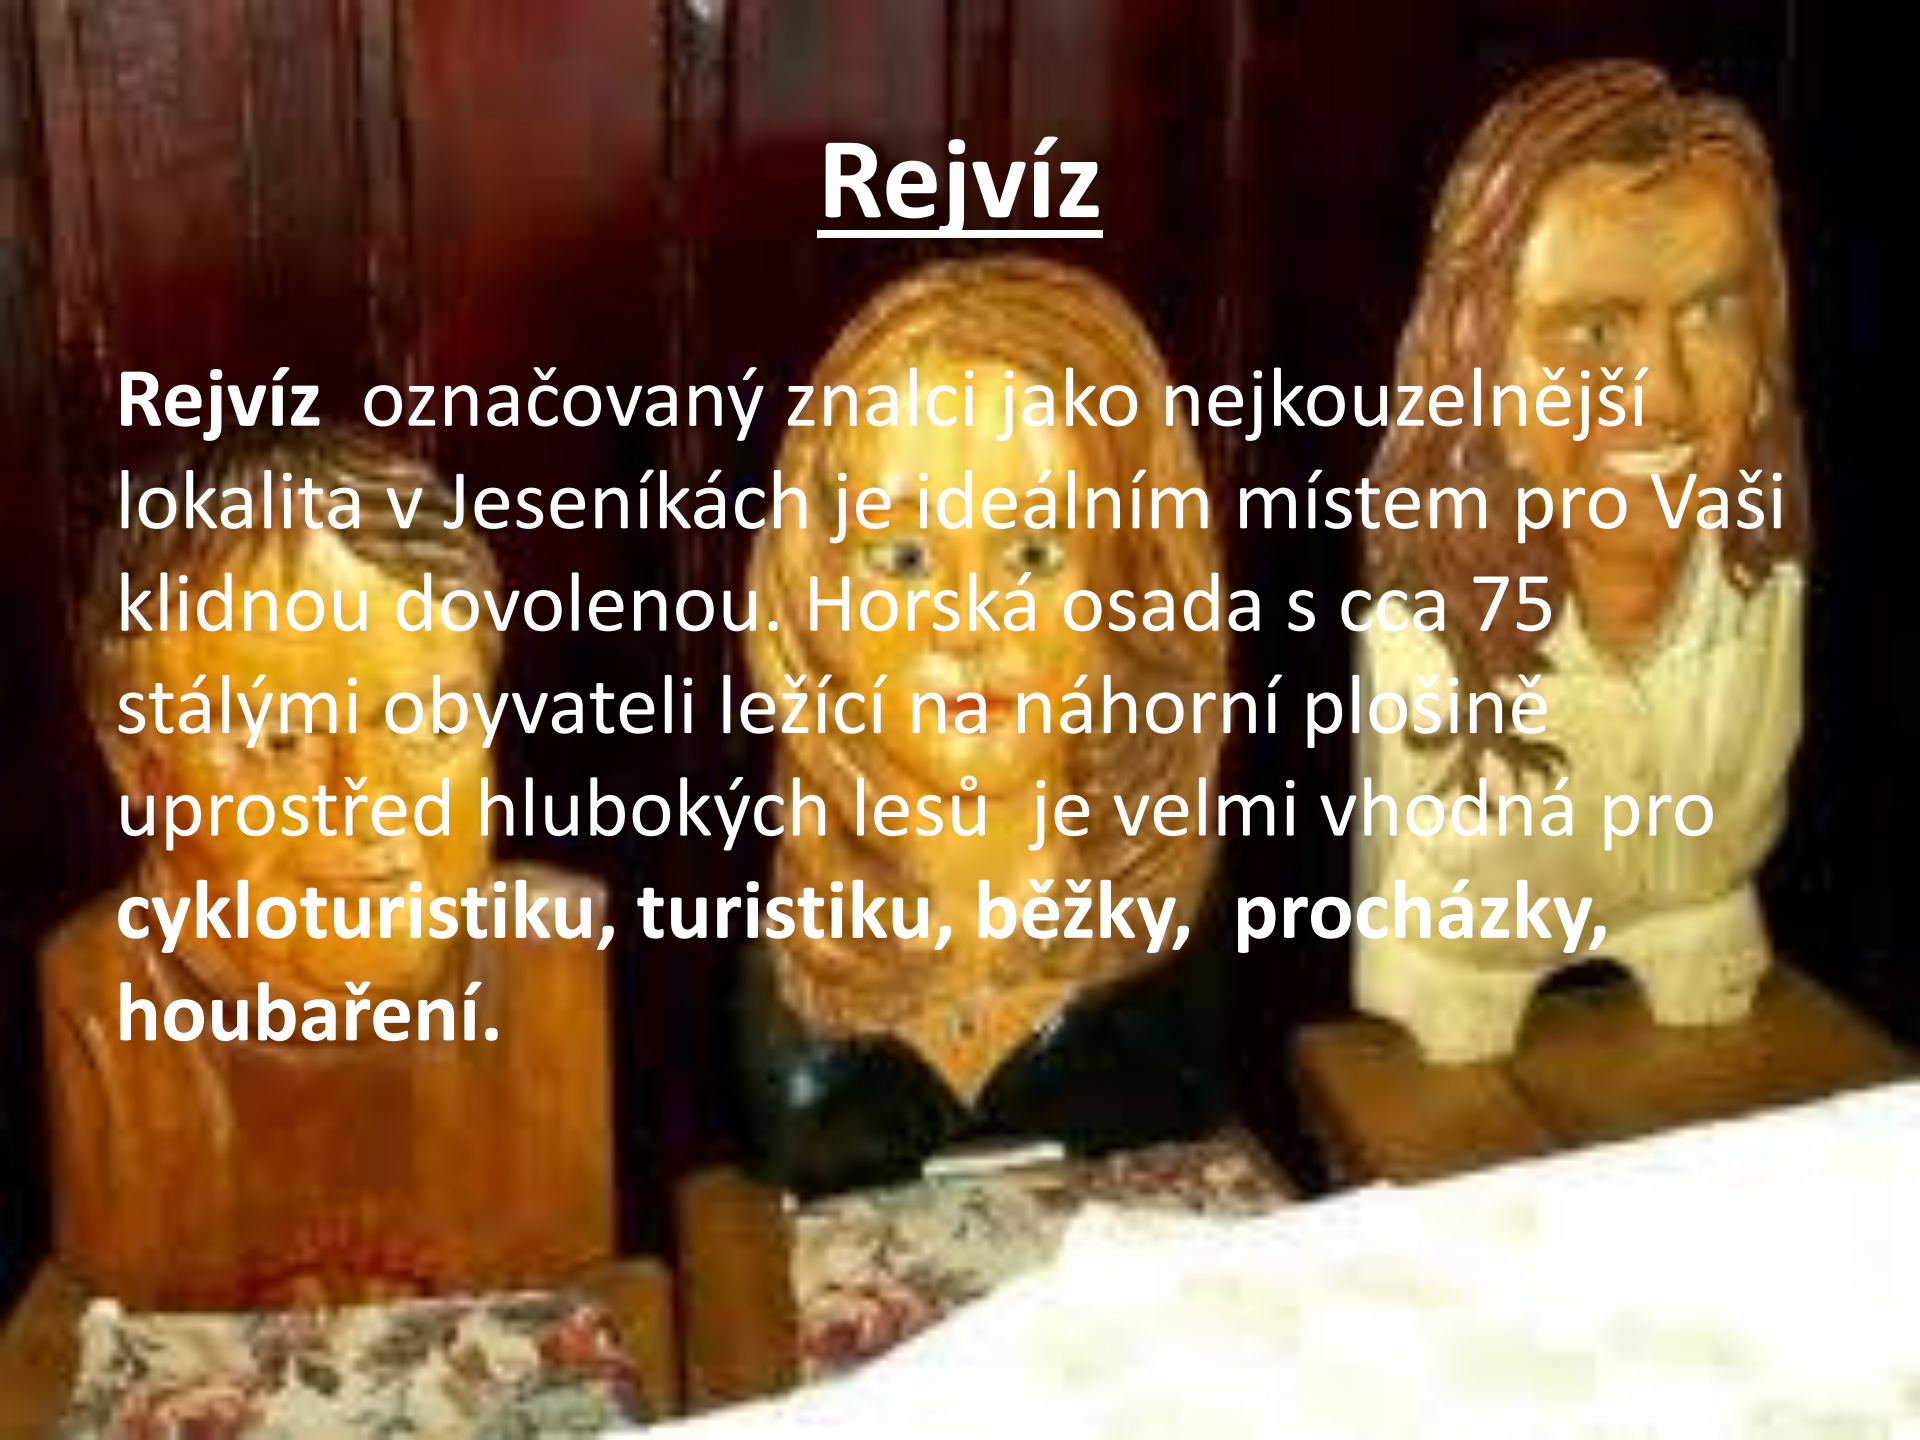 Rejvíz
Rejvíz  označovaný znalci jako nejkouzelnější
lokalita v Jeseníkách je ideálním místem pro Vaši
klidnou dovolenou. Horská osada s cca 75
stálými obyvateli ležící na náhorní plošině
uprostřed hlubokých lesů  je velmi vhodná pro
cykloturistiku, turistiku, běžky,  procházky,
houbaření.